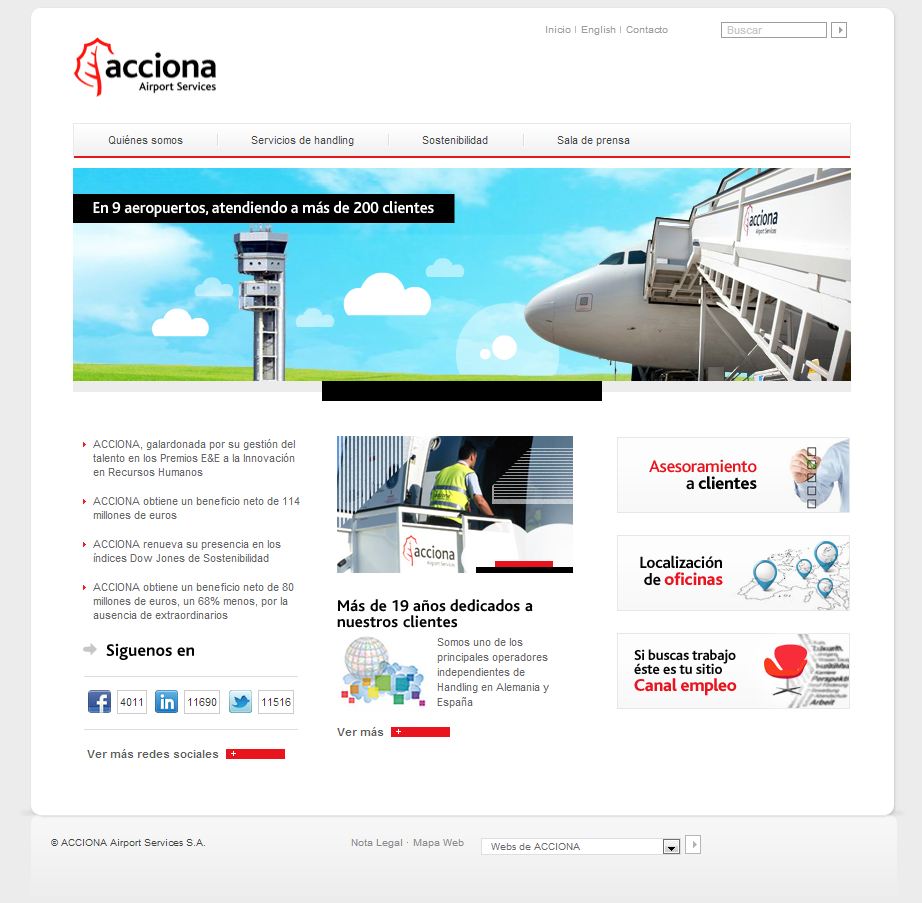 Inicio | English | Contacto
Buscar
acciona
Airport Services
Quiénes somos
Servicios de handling
Sostenibilidad
Sala de prensa
En 9 aeropuertos, atendiendo a más de 200 clientes
acciona
Airport Services
ACCIONA, galardonada por su gestión del
talento en los Premios E&E a la Innovación
en Recursos Humanos
ACCIONA obtiene un beneficio neto de 114
millones de euros
ACCIONA renueva su presencia en los
índices Dow Jones de Sostenibilidad
ACCIONA obtiene un beneficio neto de 80
millones de euros, un 68% menos, por la
ausencia de extraordinarios
Siguenos en
4011
11690
11516
Ver más redes sociales +
acciona
Airport Services
Más de 19 años dedicados a
nuestros clientes
Somos uno de los
principales operadores
independientes de
Handling en Alemania y
España
Ver más +
Asesoramiento
a clientes
Localización
de oficinas
Si buscas trabajo
éste es tu sitio
Canal empleo
Zukunft
Perspekti
Arbeit
© ACCIONA Airport Services S.A.
Nota Legal · Mapa Web
Webs de ACCIONA